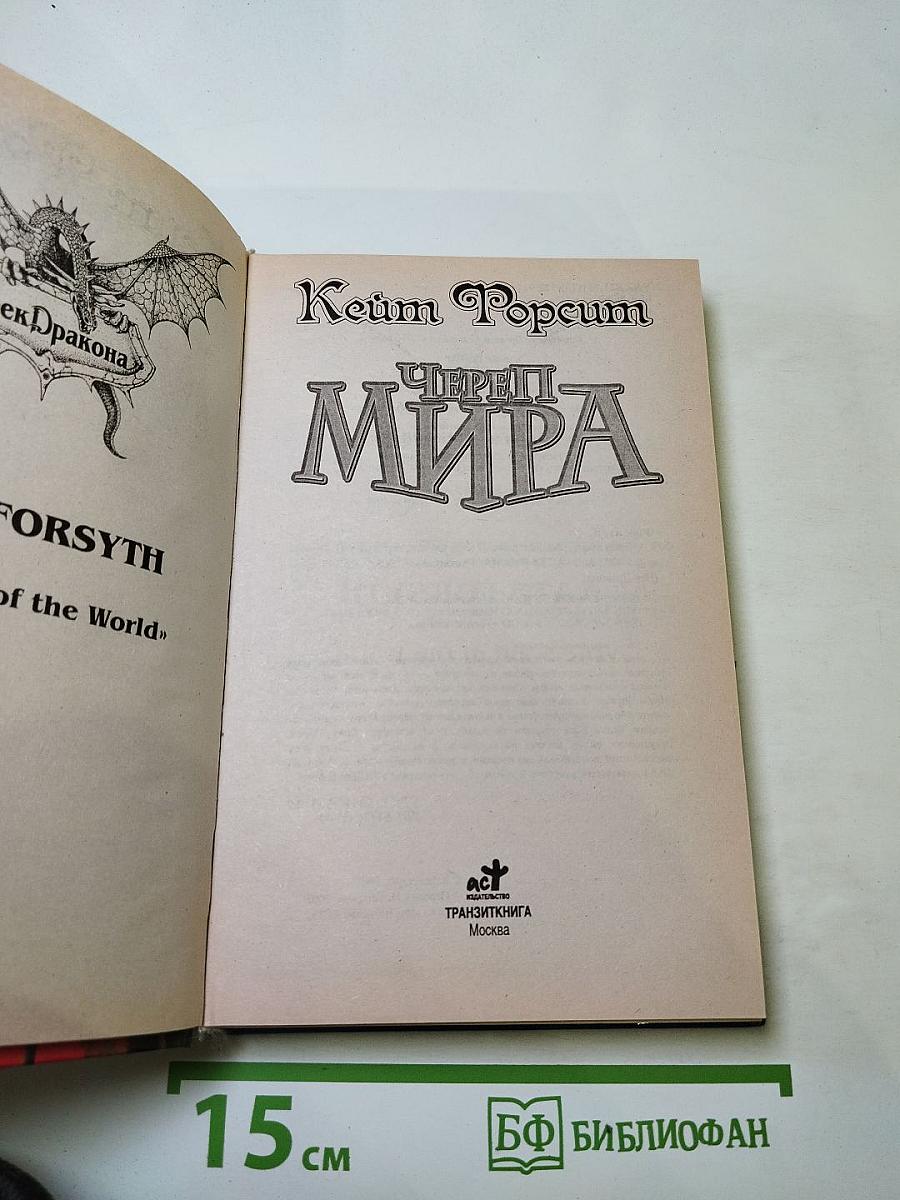 екДракона
FORSYTH
of the World»
Кейт Форсит
ЧЕРЕП
МИРА
аст
ИЗДАТЕЛЬСТВО
ТРАНЗИТКНИГА
Москва
15 см
БФ БИБЛИОФАН